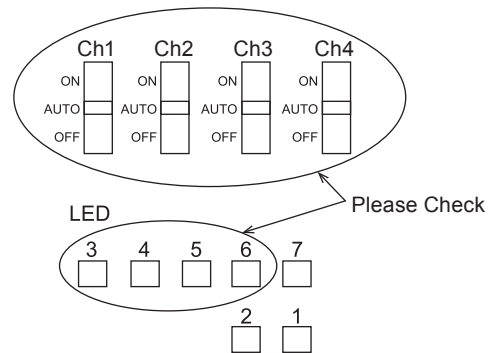 Ch1 Ch2 Ch3 Ch4
ON ON ON ON
AUTO AUTO AUTO AUTO
OFF OFF OFF OFF
Please Check
LED
3 4 5 6 7
2 1